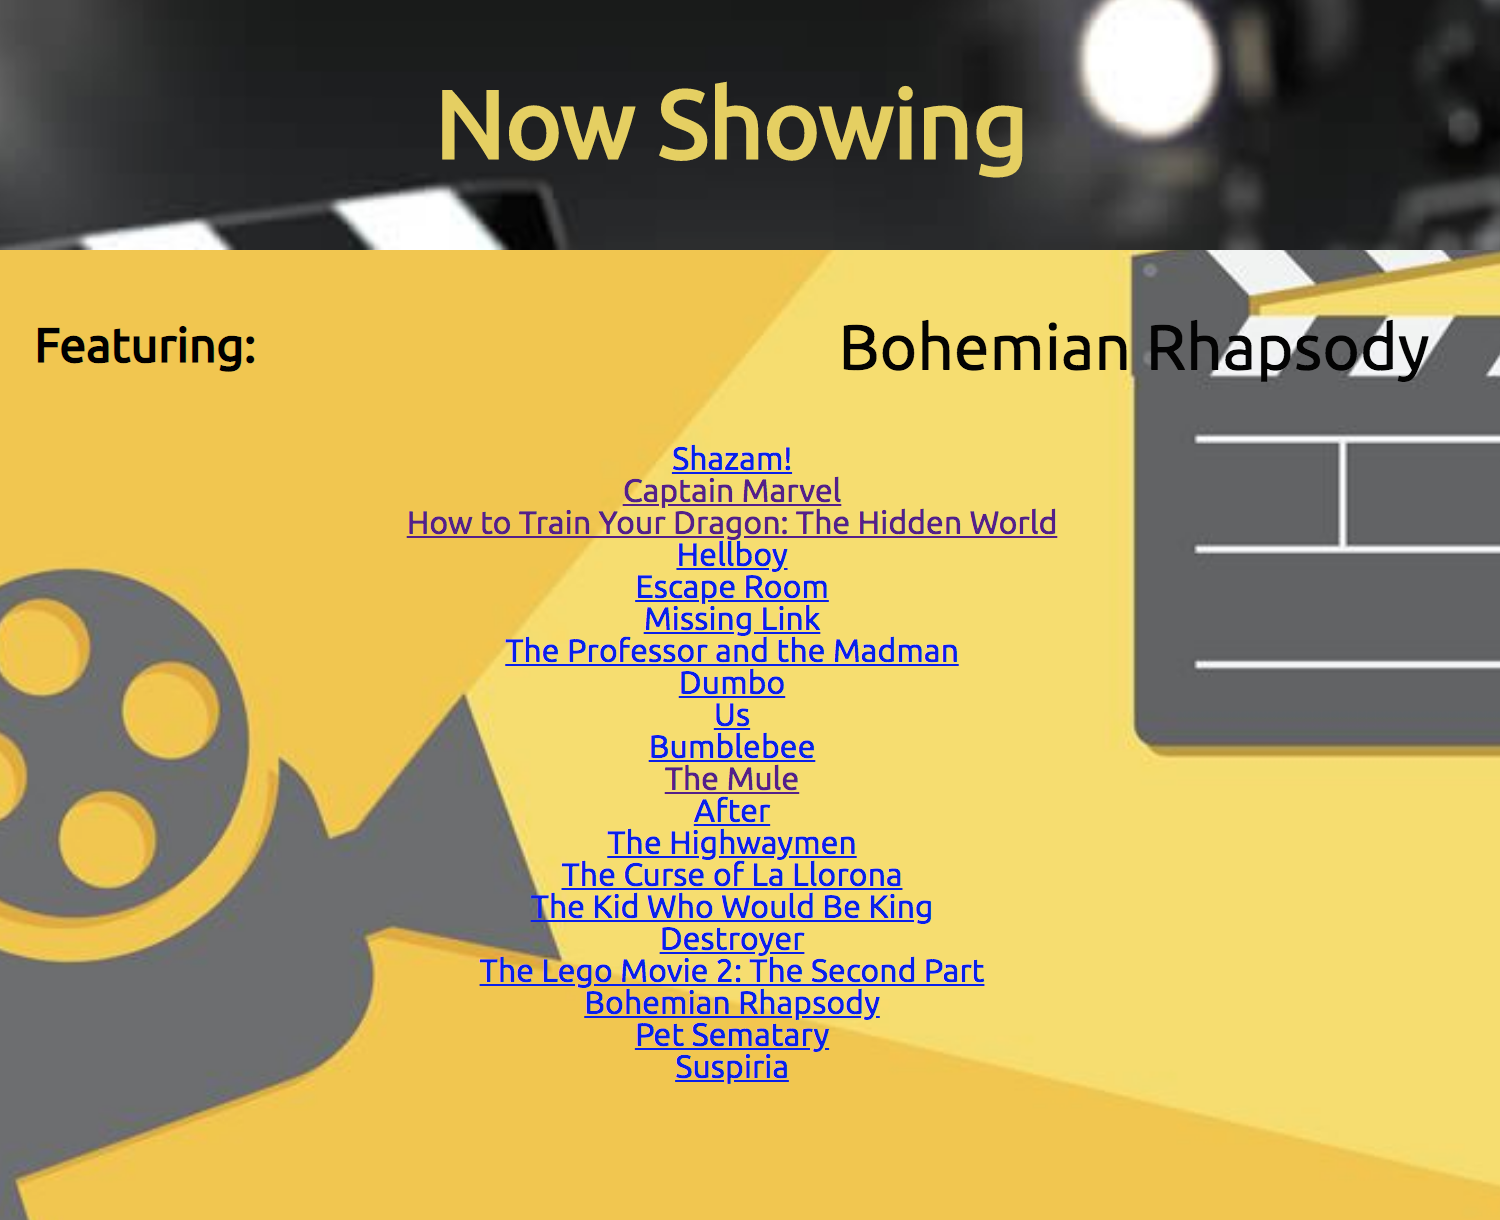 Now Showing
Featuring:
Bohemian Rhapsody
Shazam!
Captain Marvel
How to Train Your Dragon: The Hidden World
Hellboy
Escape Room
Missing Link
The Professor and the Madman
Dumbo
Us
Bumblebee
The Mule
After
The Highwaymen
The Curse of La Llorona
The Kid Who Would Be King
Destroyer
The Lego Movie 2: The Second Part
Bohemian Rhapsody
Pet Sematary
Suspiria